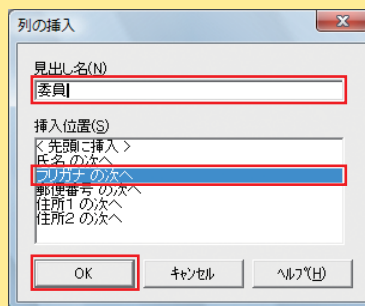 列の挿入
見出し名(N)
委員
挿入位置(S)
< 先頭に挿入 >
氏名 の次へ
フリガナ の次へ
郵便番号 の次へ
住所1 の次へ
住所2 の次へ
OK
キャンセル
ヘルプ(H)